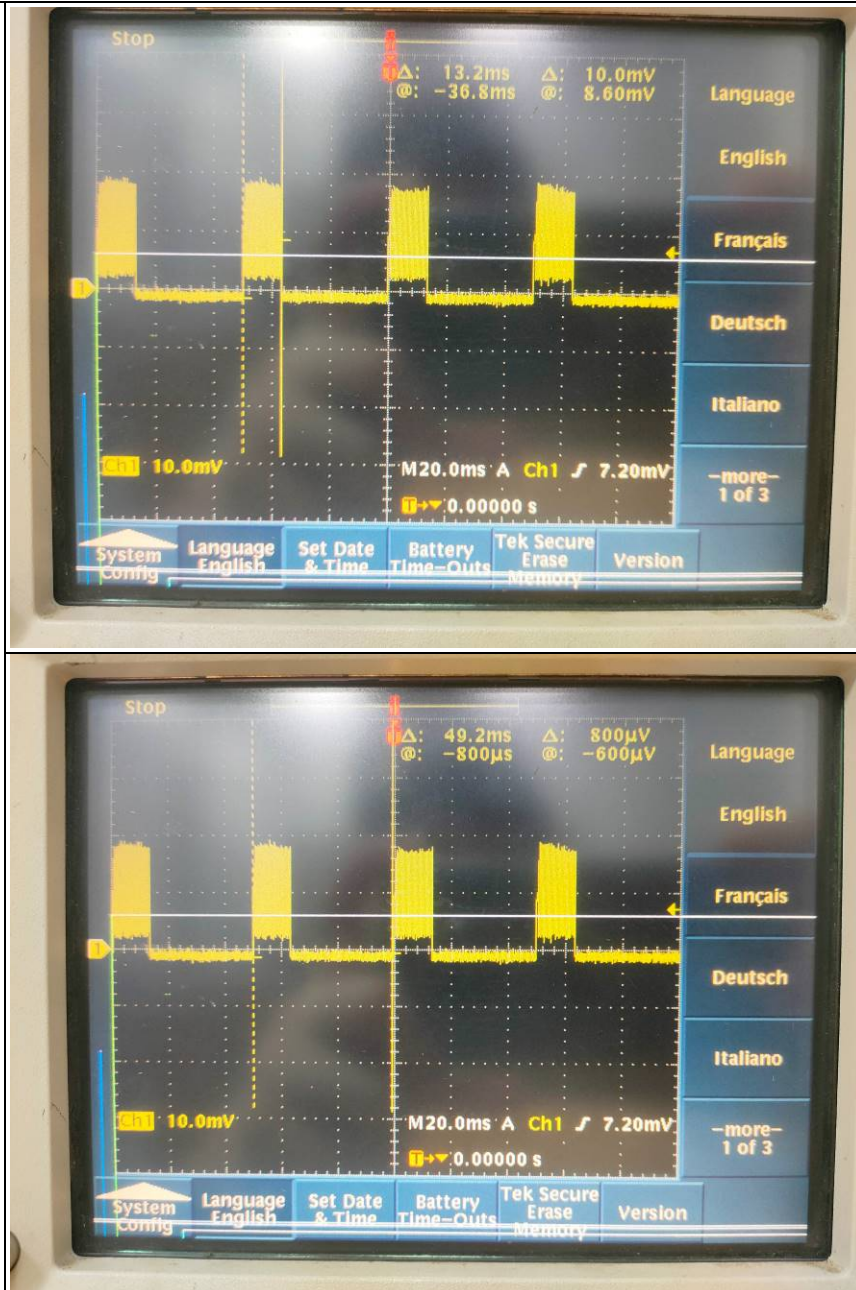 Stop
Δ: 13.2ms Δ: 10.0mV
@: -36.8ms @: 8.60mV
Language
English
Français
1
Deutsch
Italiano
Ch1 10.0mV M20.0ms A Ch1 7.20mV
-more-
1 of 3
T 0.00000 s
System Config
Language English
Set Date & Time
Battery Time-Outs
Tek Secure Erase Memory
Version
Stop
Δ: 49.2ms Δ: 800µV
@: -800µs @: -600µV
Language
English
Français
1
Deutsch
Italiano
Ch1 10.0mV M20.0ms A Ch1 7.20mV
-more-
1 of 3
T 0.00000 s
System Config
Language English
Set Date & Time
Battery Time-Outs
Tek Secure Erase Memory
Version